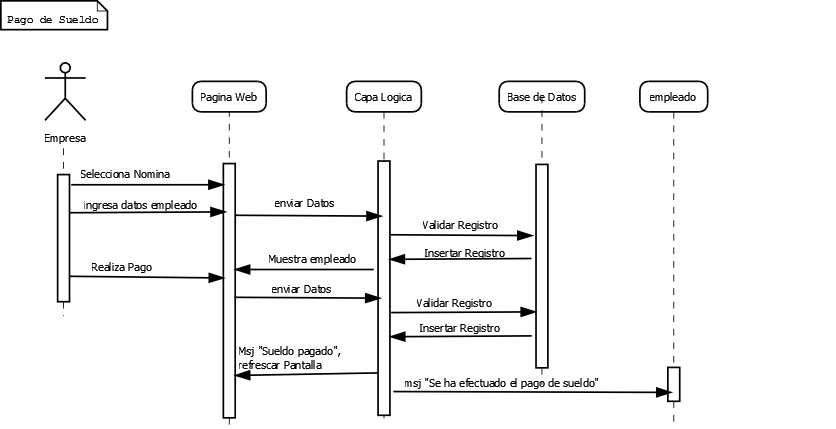 Pago de Sueldo
Empresa
Pagina Web
Capa Logica
Base de Datos
empleado
Selecciona Nomina
ingresa datos empleado
enviar Datos
Validar Registro
Insertar Registro
Muestra empleado
Realiza Pago
enviar Datos
Validar Registro
Insertar Registro
Msj "Sueldo pagado",
refrescar Pantalla
msj "Se ha efectuado el pago de sueldo"